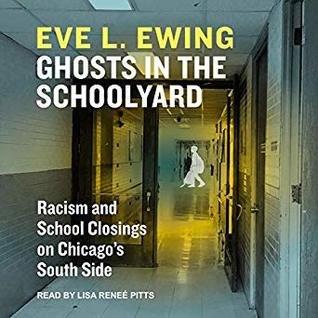 EVE L. EWING
GHOSTS IN THE
SCHOOLYARD
Racism and
School Closings
on Chicago's
South Side
READ BY LISA RENEÉ PITTS